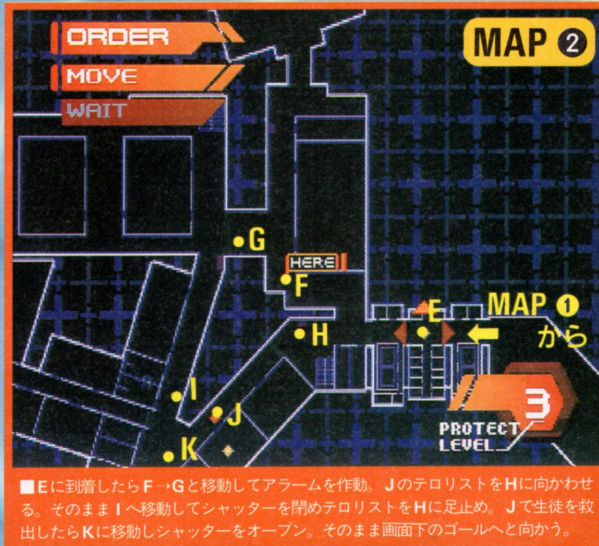 ORDER
MAP ❷
MOVE
WAIT
G
HERE
F
E
MAP ❶
から
H
I
J
3
PROTECT
LEVEL
K
■Eに到着したらF→Gと移動してアラームを作動。JのテロリストをHに向かわせ
る。そのままIへ移動してシャッターを閉めテロリストをHに足止め。Jで生徒を救
出したらKに移動しシャッターをオープン。そのまま画面下のゴールへと向かう。